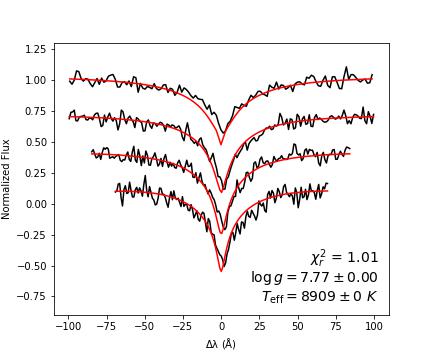 1.25
1.00
0.75
0.50
0.25
0.00
−0.25
−0.50
−0.75
Normalized Flux
χ²ᵣ = 1.01
log g = 7.77 ± 0.00
T_eff = 8909 ± 0 K
−100 −75 −50 −25 0 25 50 75 100
Δλ (Å)